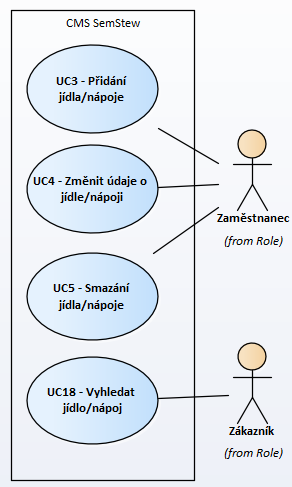 CMS SemStew
UC3 - Přidání
jídla/nápoje
UC4 - Změnit údaje o
jídle/nápoji
Zaměstnanec
(from Role)
UC5 - Smazání
jídla/nápoje
UC18 - Vyhledat
jídlo/nápoj
Zákazník
(from Role)